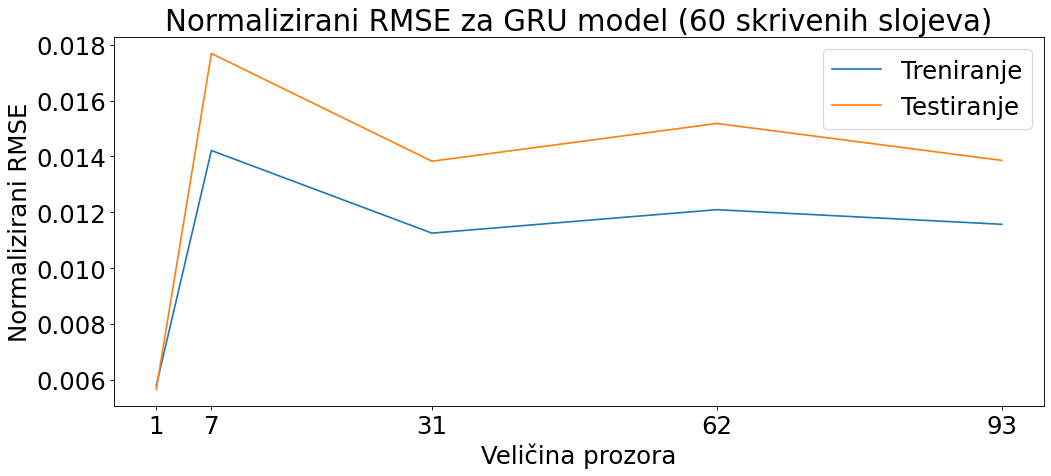 Normalizirani RMSE za GRU model (60 skrivenih slojeva)
Normalizirani RMSE
0.018
0.016
0.014
0.012
0.010
0.008
0.006
Treniranje
Testiranje
1 7 31 62 93
Veličina prozora